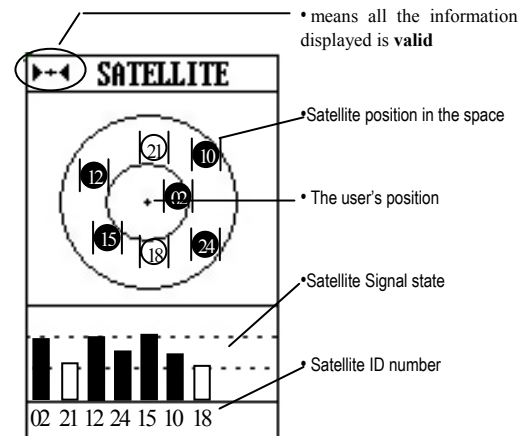 • means all the information
displayed is valid
SATELLITE
•Satellite position in the space
21
10
12
02
• The user's position
15
18
24
•Satellite Signal state
• Satellite ID number
02 21 12 24 15 10 18